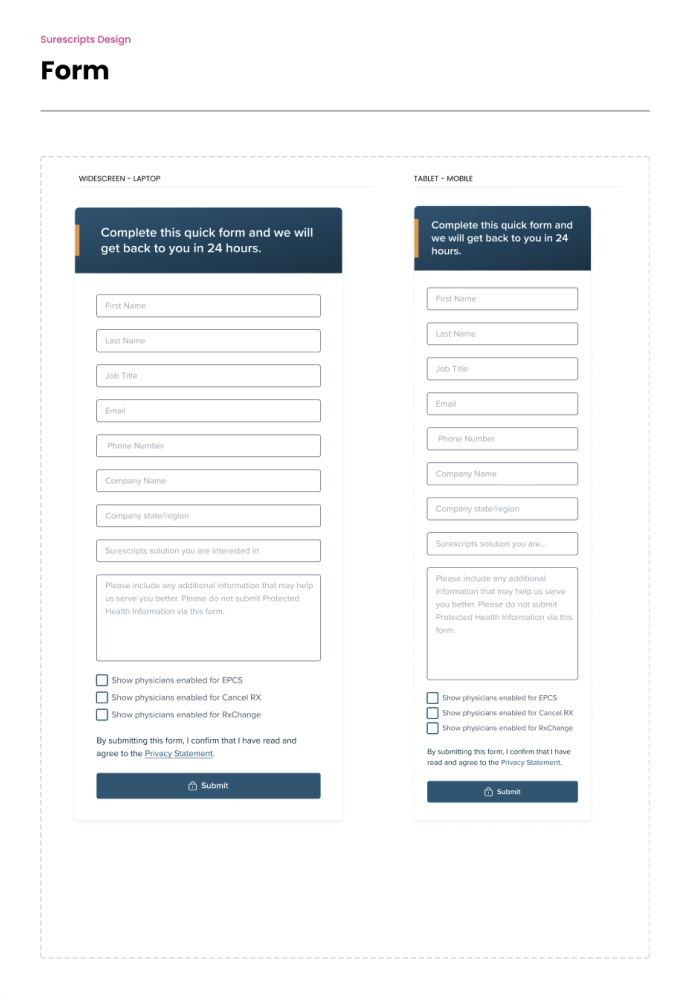 Surescripts Design
Form
WIDESCREEN - LAPTOP
Complete this quick form and we will
get back to you in 24 hours.
First Name
Last Name
Job Title
Email
Phone Number
Company Name
Company state/region
Surescripts solution you are interested in
Please include any additional information that may help
us serve you better. Please do not submit Protected
Health Information via this form.
Show physicians enabled for EPCS
Show physicians enabled for Cancel RX
Show physicians enabled for RxChange
By submitting this form, I confirm that I have read and
agree to the Privacy Statement.
Submit
TABLET - MOBILE
Complete this quick form and
we will get back to you in 24
hours.
First Name
Last Name
Job Title
Email
Phone Number
Company Name
Company state/region
Surescripts solution you are...
Please include any additional
information that may help us serve
you better. Please do not submit
Protected Health Information via this
form.
Show physicians enabled for EPCS
Show physicians enabled for Cancel RX
Show physicians enabled for RxChange
By submitting this form, I confirm that I have
read and agree to the Privacy Statement.
Submit